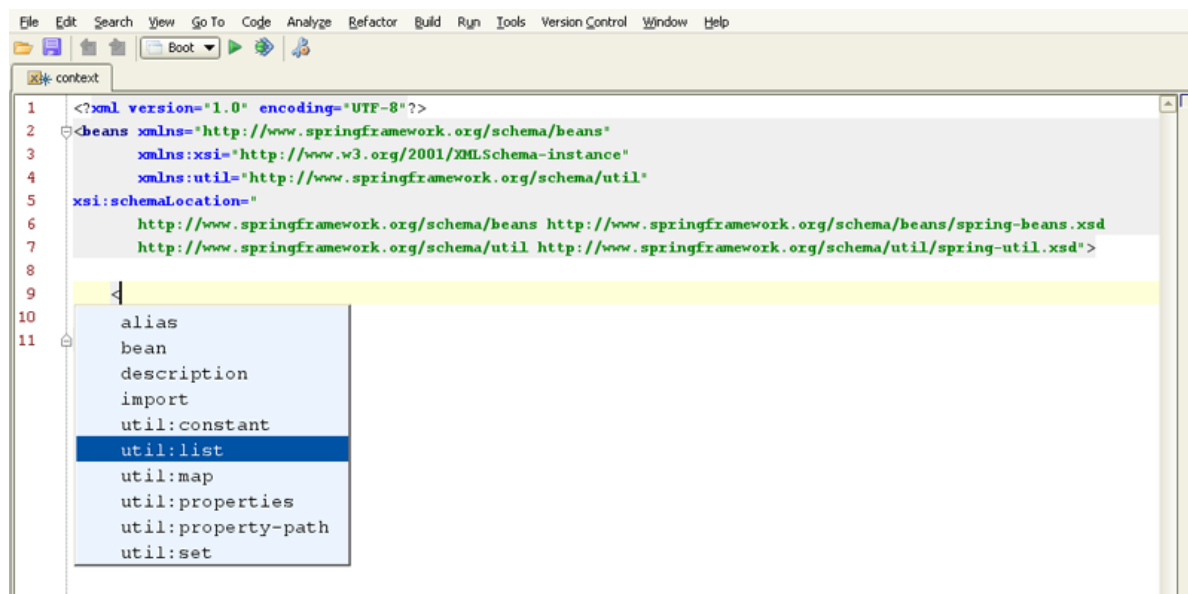 File Edit Search View Go To Code Analyze Refactor Build Run Tools Version Control Window Help
Boot
context
1 <?xml version="1.0" encoding="UTF-8"?>
2 <beans xmlns="http://www.springframework.org/schema/beans"
3 xmlns:xsi="http://www.w3.org/2001/XMLSchema-instance"
4 xmlns:util="http://www.springframework.org/schema/util"
5 xsi:schemaLocation="
6 http://www.springframework.org/schema/beans http://www.springframework.org/schema/beans/spring-beans.xsd
7 http://www.springframework.org/schema/util http://www.springframework.org/schema/util/spring-util.xsd">
8
9 <
10
11
alias
bean
description
import
util:constant
util:list
util:map
util:properties
util:property-path
util:set